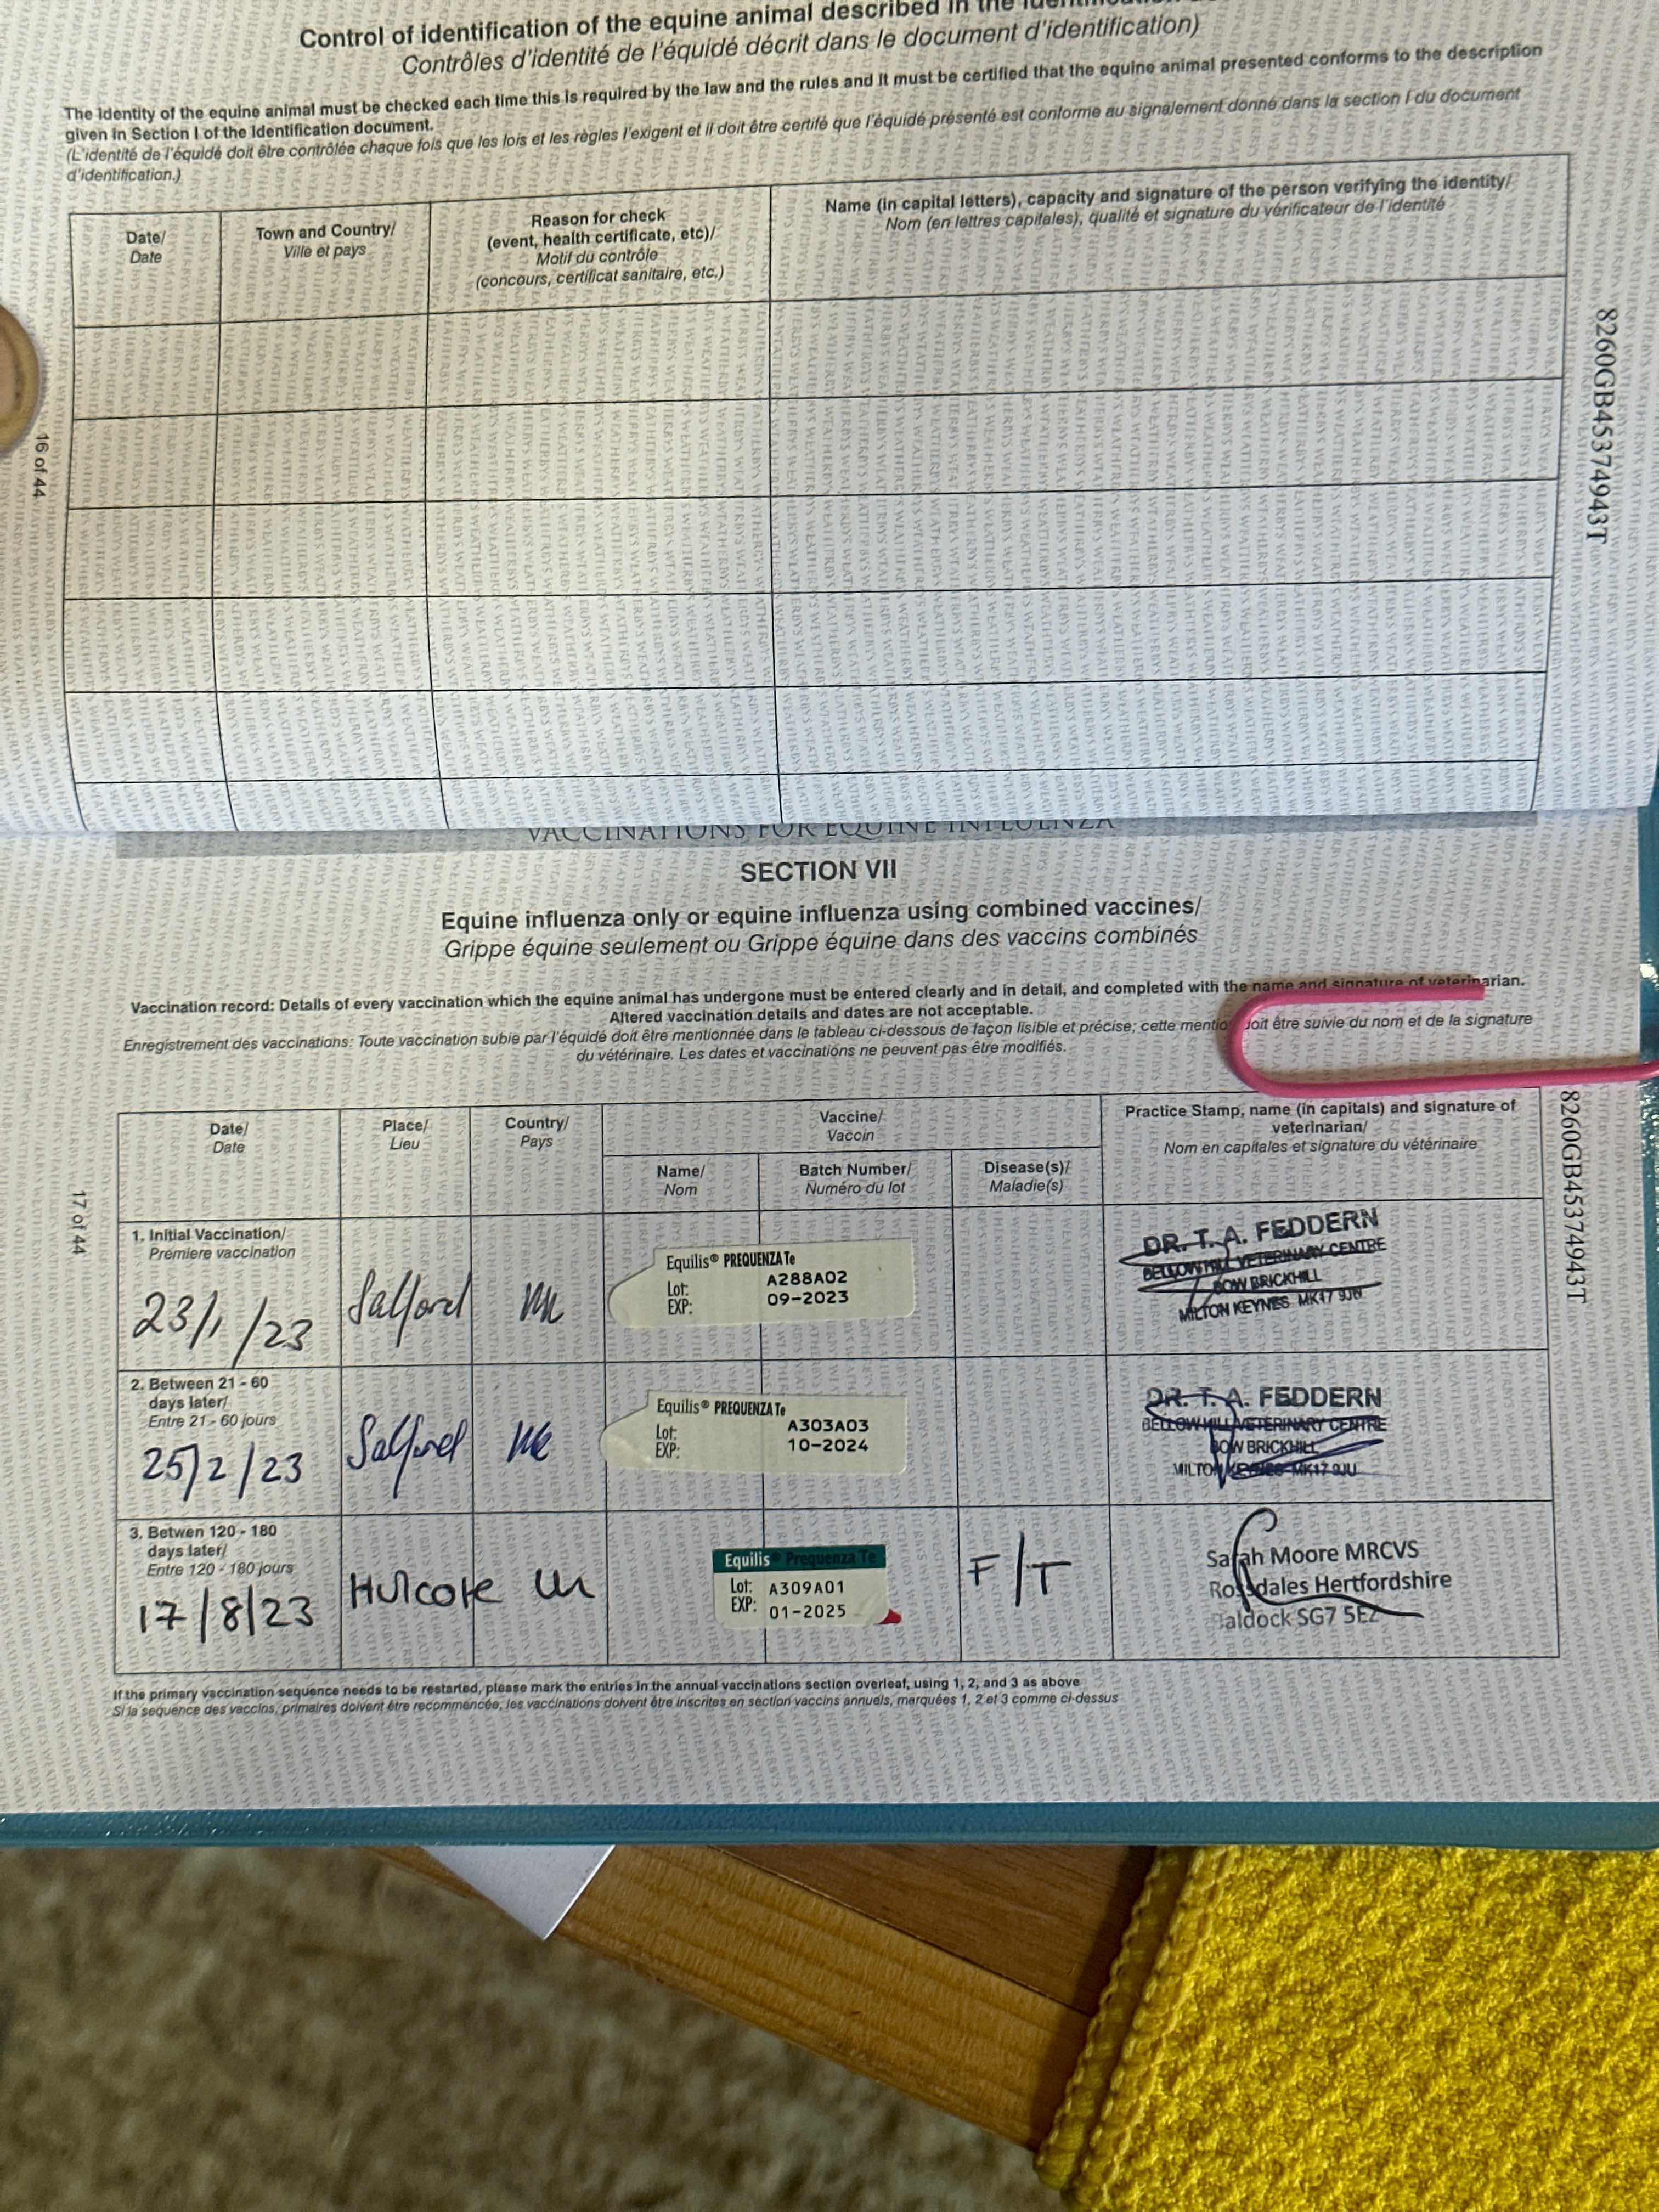 Control of identification of the equine animal described in the
Contrôles d'identité de l'équidé décrit dans le document d'identification)
The identity of the equine animal must be checked each time this is required by the law and the rules and it must be certified that the equine animal presented conforms to the description
given in Section I of the Identification document.
(L'identité de l'équidé doit être contrôlée chaque fois que les lois et les règles l'exigent et il doit être certifé que l'équidé présenté est conforme au signalement donné dans la section I du document
d'identification.)
Date/
Date
Town and Country/
Ville et pays
Reason for check
(event, health certificate, etc)/
Motif du contrôle
(concours, certificat sanitaire, etc.)
Name (in capital letters), capacity and signature of the person verifying the identity/
Nom (en lettres capitales), qualité et signature du vérificateur de l'identité
16 of 44
8260GB45374943T
VACCINATIONS FOR EQUINE INFLUENZA
SECTION VII
Equine influenza only or equine influenza using combined vaccines/
Grippe équine seulement ou Grippe équine dans des vaccins combinés
Vaccination record: Details of every vaccination which the equine animal has undergone must be entered clearly and in detail, and completed with the name and signature of veterinarian.
Altered vaccination details and dates are not acceptable.
Enregistrement des vaccinations: Toute vaccination subie par l'équidé doit être mentionnée dans le tableau ci-dessous de façon lisible et précise; cette mentio doit être suivie du nom et de la signature
du vétérinaire. Les dates et vaccinations ne peuvent pas être modifiés.
Date/
Date
Place/
Lieu
Country/
Pays
Vaccine/
Vaccin
Name/
Nom
Batch Number/
Numéro du lot
Disease(s)/
Maladie(s)
Practice Stamp, name (in capitals) and signature of
veterinarian/
Nom en capitales et signature du vétérinaire
17 of 44
8260GB45374943T
1. Initial Vaccination/
Premiere vaccination
23/1/23
Salford
UK
Equilis® PREQUENZA Te
Lot: A288A02
EXP: 09-2023
DR. T. A. FEDDERN
BELLOW HILL VETERINARY CENTRE
BOW BRICKHILL
MILTON KEYNES MK17 9JU
2. Between 21 - 60
days later/
Entre 21 - 60 jours
25/2/23
Salford
UK
Equilis® PREQUENZA Te
Lot: A303A03
EXP: 10-2024
DR. T. A. FEDDERN
BELLOW HILL VETERINARY CENTRE
BOW BRICKHILL
MILTON KEYNES MK17 9JU
3. Betwen 120 - 180
days later/
Entre 120 - 180 jours
17/8/23
Hulcote
UK
Equilis® Prequenza Te
Lot: A309A01
EXP: 01-2025
F/T
Sarah Moore MRCVS
Rossdales Hertfordshire
Baldock SG7 5EZ
If the primary vaccination sequence needs to be restarted, please mark the entries in the annual vaccinations section overleaf, using 1, 2, and 3 as above
Si la sequence des vaccins, primaires doivent être recommencée, les vaccinations doivent être inscrites en section vaccins annuels, marquées 1, 2 et 3 comme ci-dessus